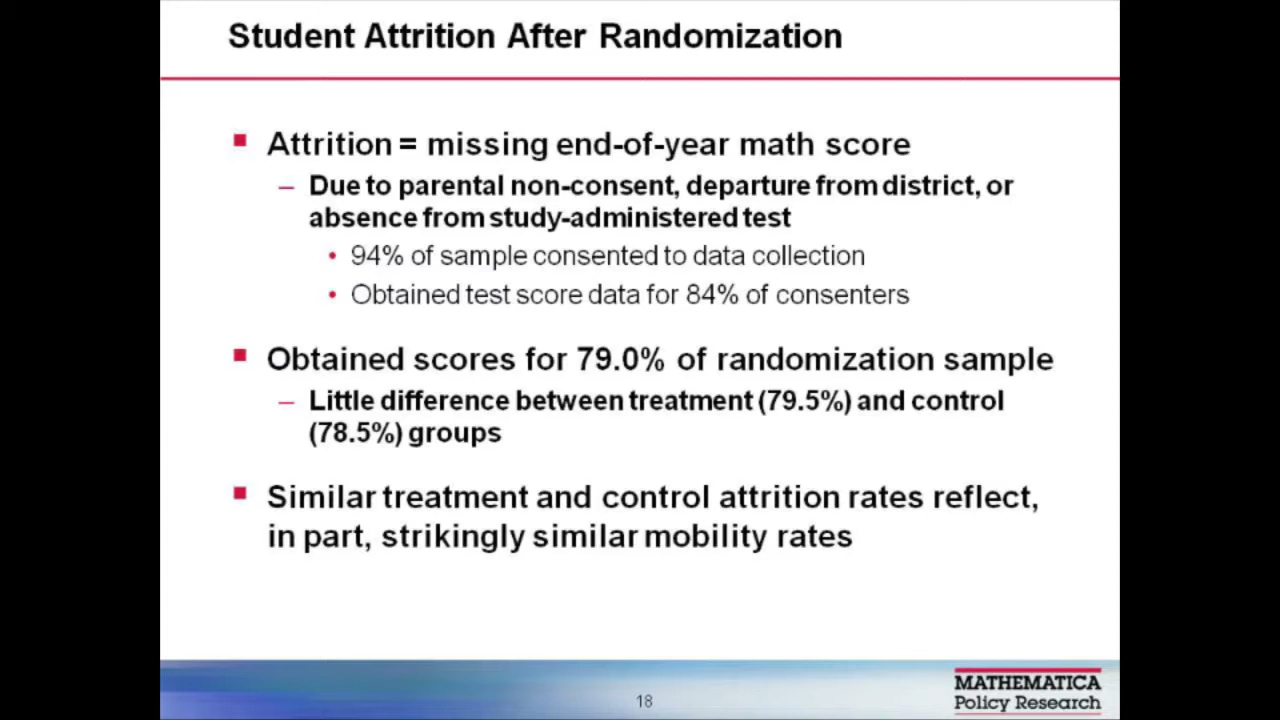 Student Attrition After Randomization
Attrition = missing end-of-year math score
– Due to parental non-consent, departure from district, or
absence from study-administered test
• 94% of sample consented to data collection
• Obtained test score data for 84% of consenters
Obtained scores for 79.0% of randomization sample
– Little difference between treatment (79.5%) and control
(78.5%) groups
Similar treatment and control attrition rates reflect,
in part, strikingly similar mobility rates
18
MATHEMATICA
Policy Research